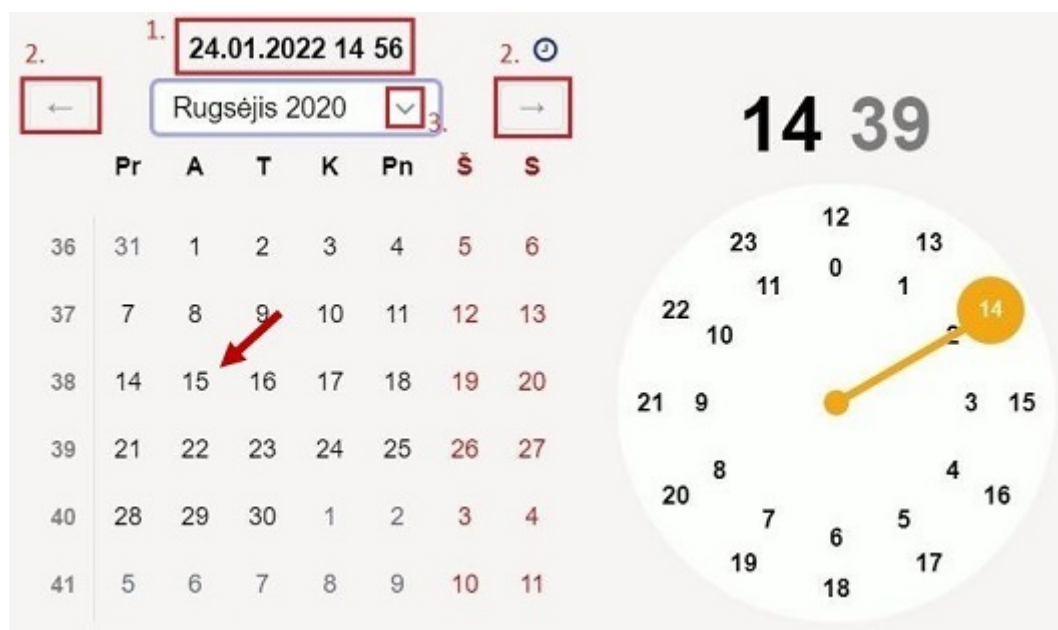 1.
24.01.2022 14 56
2.
2.
←
Rugsėjis 2020
3.
→
Pr A T K Pn Š S
36 31 1 2 3 4 5 6
37 7 8 9 10 11 12 13
38 14 15 16 17 18 19 20
39 21 22 23 24 25 26 27
40 28 29 30 1 2 3 4
41 5 6 7 8 9 10 11
14 39
12
23 13
0
11 1
22 14
10 2
21 9 3 15
8 4
20 16
7 5
6
19 17
18